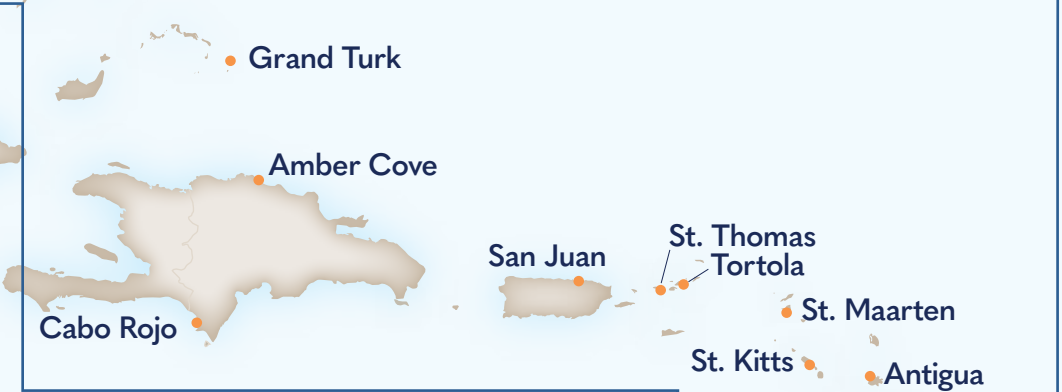 Grand Turk
Amber Cove
St. Thomas
San Juan
Tortola
St. Maarten
Cabo Rojo
St. Kitts
Antigua